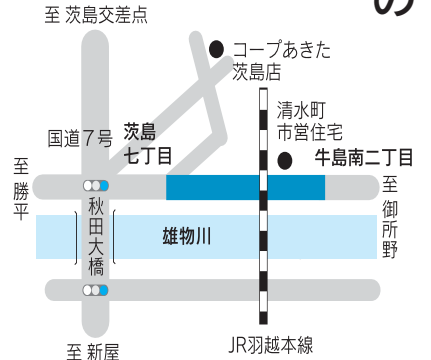 の
至 茨島交差点
コープあきた
茨島店
清水町
市営住宅
国道7号
茨島
七丁目
牛島南二丁目
至 勝平
至 御所野
秋田大橋
雄物川
至 新屋
JR羽越本線